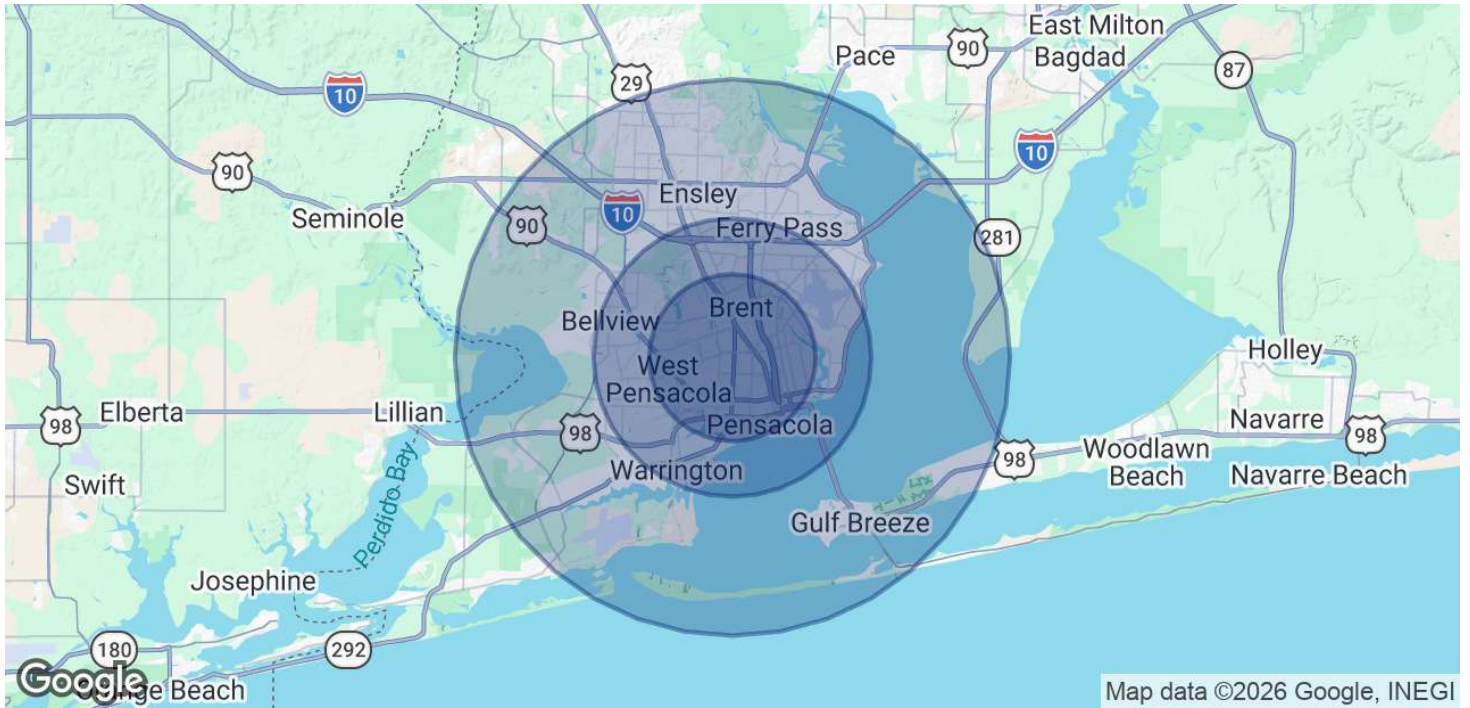 East Milton
Bagdad
Pace
90
87
29
10
10
90
Ensley
Seminole
10
90
Ferry Pass
281
Brent
Bellview
Holley
West
Pensacola
Elberta
Lillian
98
Pensacola
98
98
Navarre
98
Woodlawn
Beach
Warrington
Navarre Beach
Swift
Perdido Bay
Gulf Breeze
Josephine
180
292
Google
Orange Beach
Map data ©2026 Google, INEGI